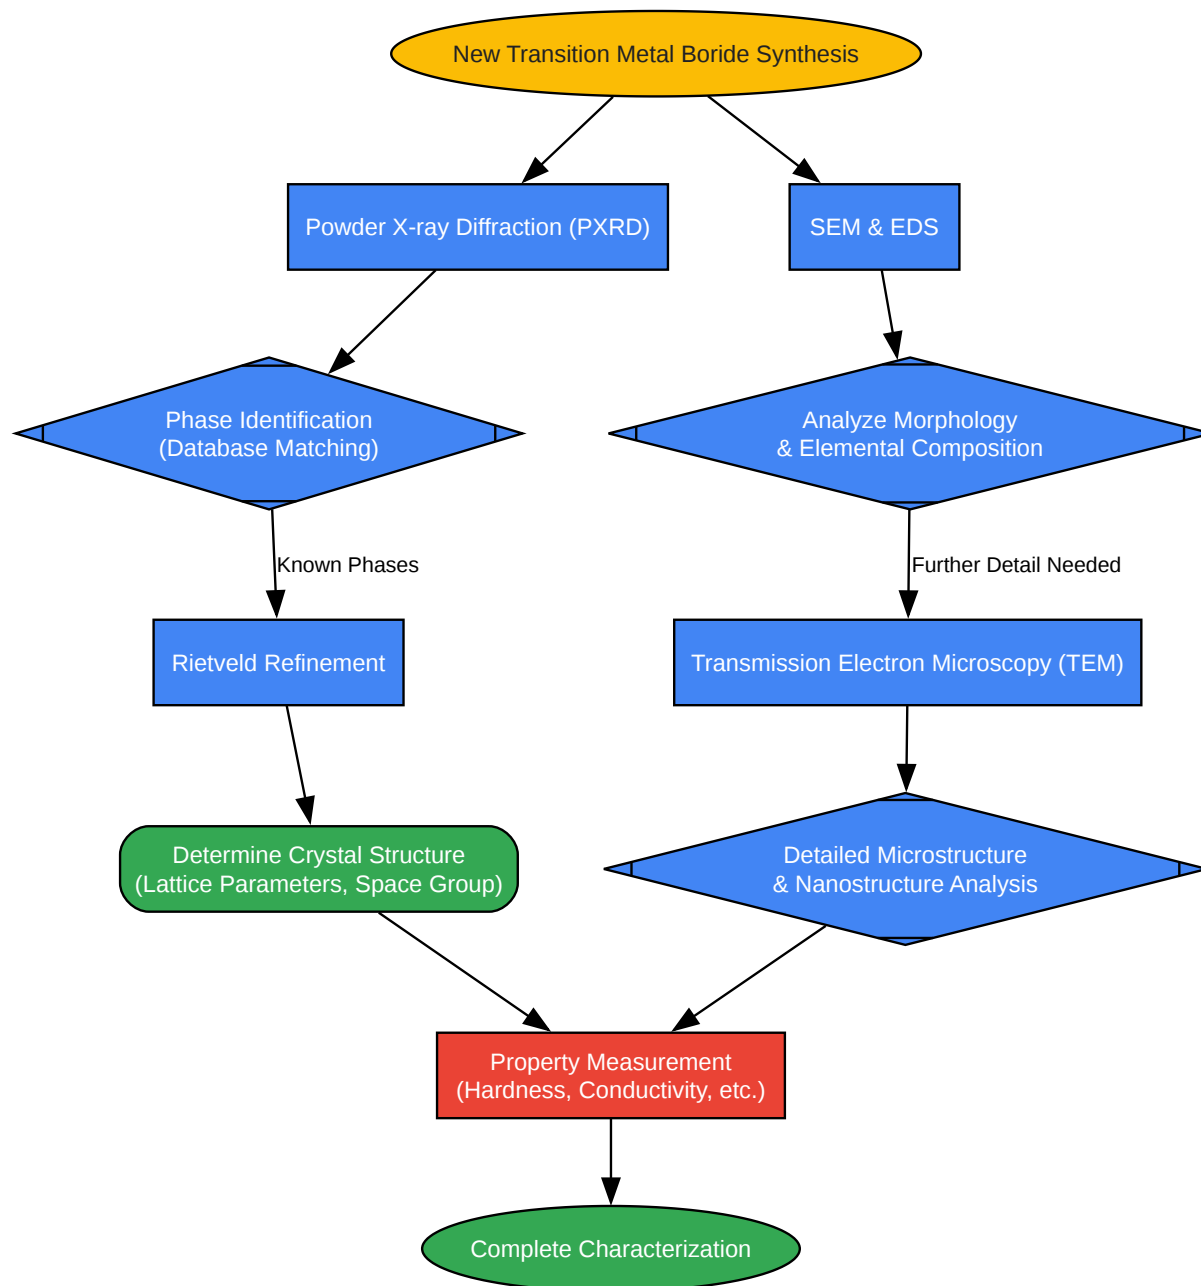 New Transition Metal Boride Synthesis
Powder X-ray Diffraction (PXRD)
SEM & EDS
Phase Identification
(Database Matching)
Analyze Morphology
& Elemental Composition
Known Phases
Further Detail Needed
Rietveld Refinement
Transmission Electron Microscopy (TEM)
Determine Crystal Structure
(Lattice Parameters, Space Group)
Detailed Microstructure
& Nanostructure Analysis
Property Measurement
(Hardness, Conductivity, etc.)
Complete Characterization